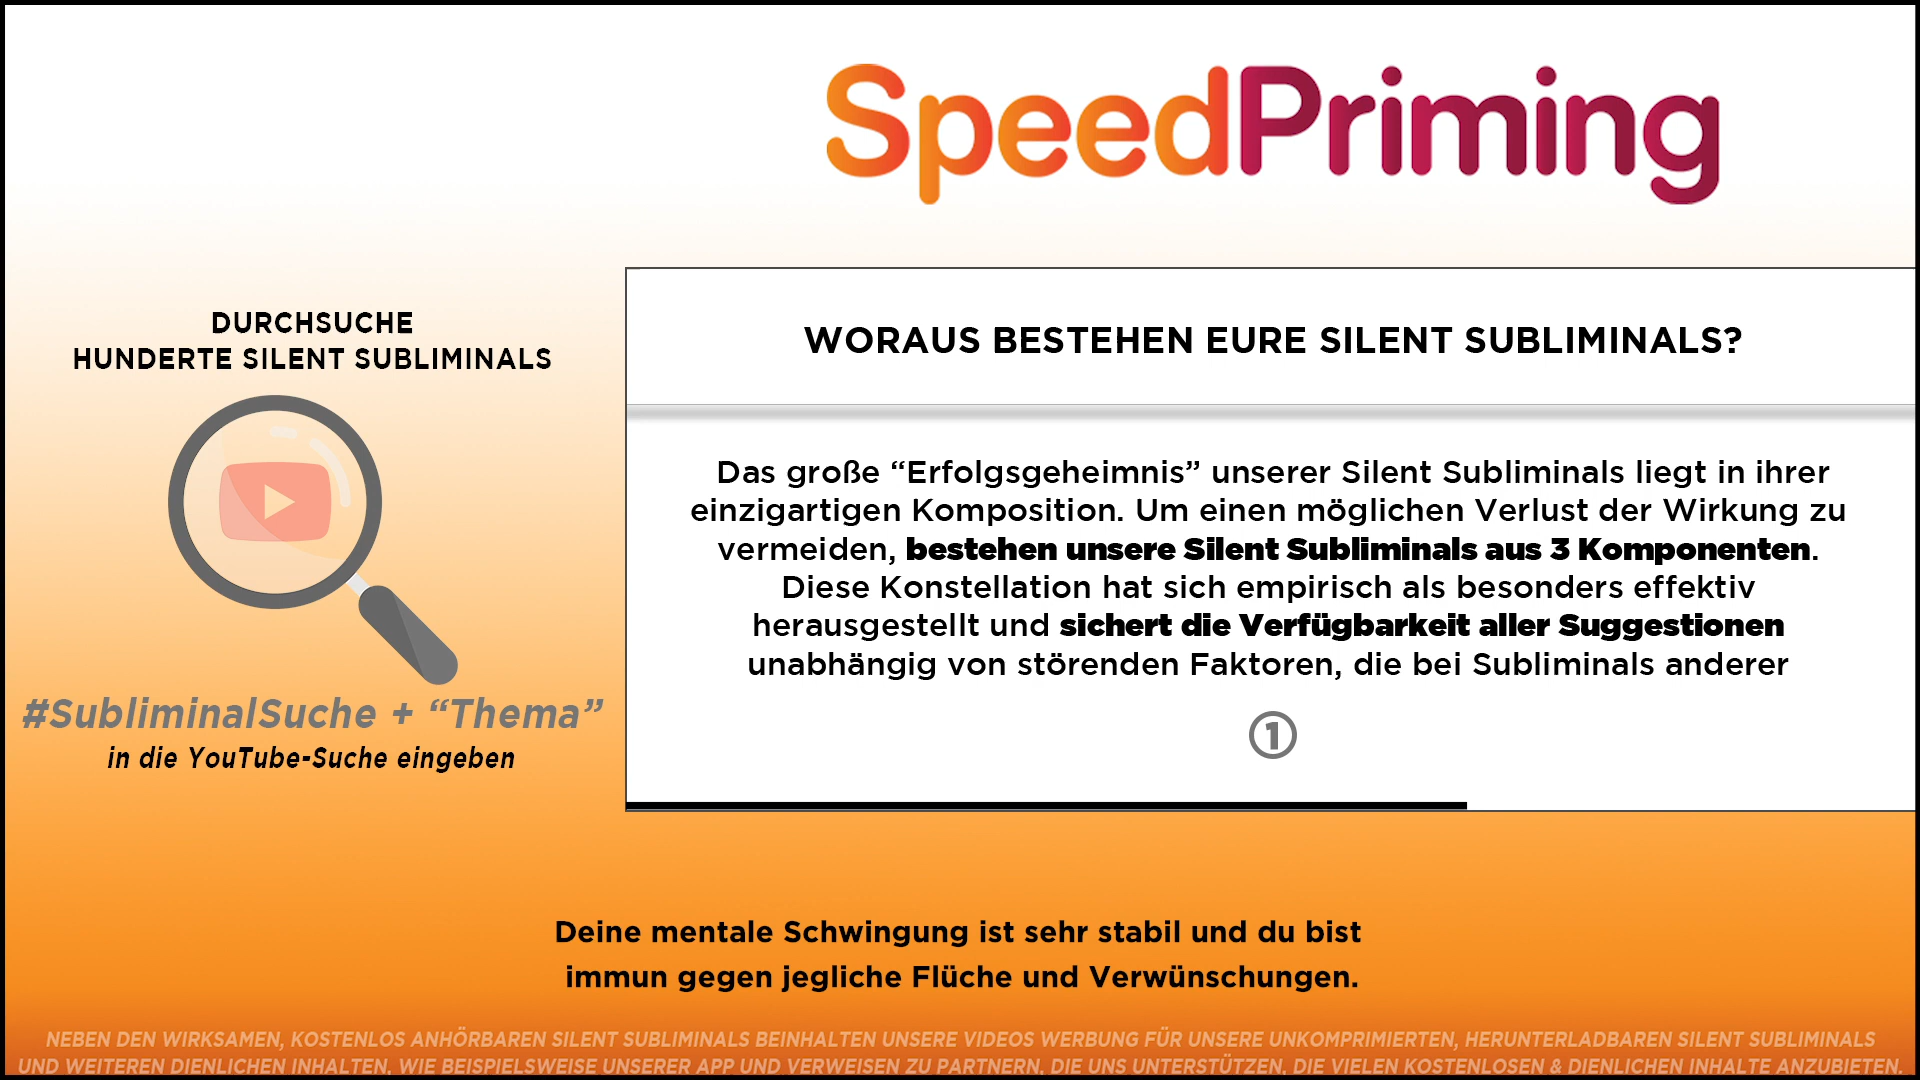 SpeedPriming
DURCHSUCHE
HUNDERTE SILENT SUBLIMINALS
#SubliminalSuche + “Thema”
in die YouTube-Suche eingeben
WORAUS BESTEHEN EURE SILENT SUBLIMINALS?
Das große “Erfolgsgeheimnis” unserer Silent Subliminals liegt in ihrer
einzigartigen Komposition. Um einen möglichen Verlust der Wirkung zu
vermeiden, bestehen unsere Silent Subliminals aus 3 Komponenten.
Diese Konstellation hat sich empirisch als besonders effektiv
herausgestellt und sichert die Verfügbarkeit aller Suggestionen
unabhängig von störenden Faktoren, die bei Subliminals anderer
①
Deine mentale Schwingung ist sehr stabil und du bist
immun gegen jegliche Flüche und Verwünschungen.
NEBEN DEN WIRKSAMEN, KOSTENLOS ANHÖRBAREN SILENT SUBLIMINALS BEINHALTEN UNSERE VIDEOS WERBUNG FÜR UNSERE UNKOMPRIMIERTEN, HERUNTERLADBAREN SILENT SUBLIMINALS
UND WEITEREN DIENLICHEN INHALTEN, WIE BEISPIELSWEISE UNSERER APP UND VERWEISEN ZU PARTNERN, DIE UNS UNTERSTÜTZEN, DIE VIELEN KOSTENLOSEN & DIENLICHEN INHALTE ANZUBIETEN.